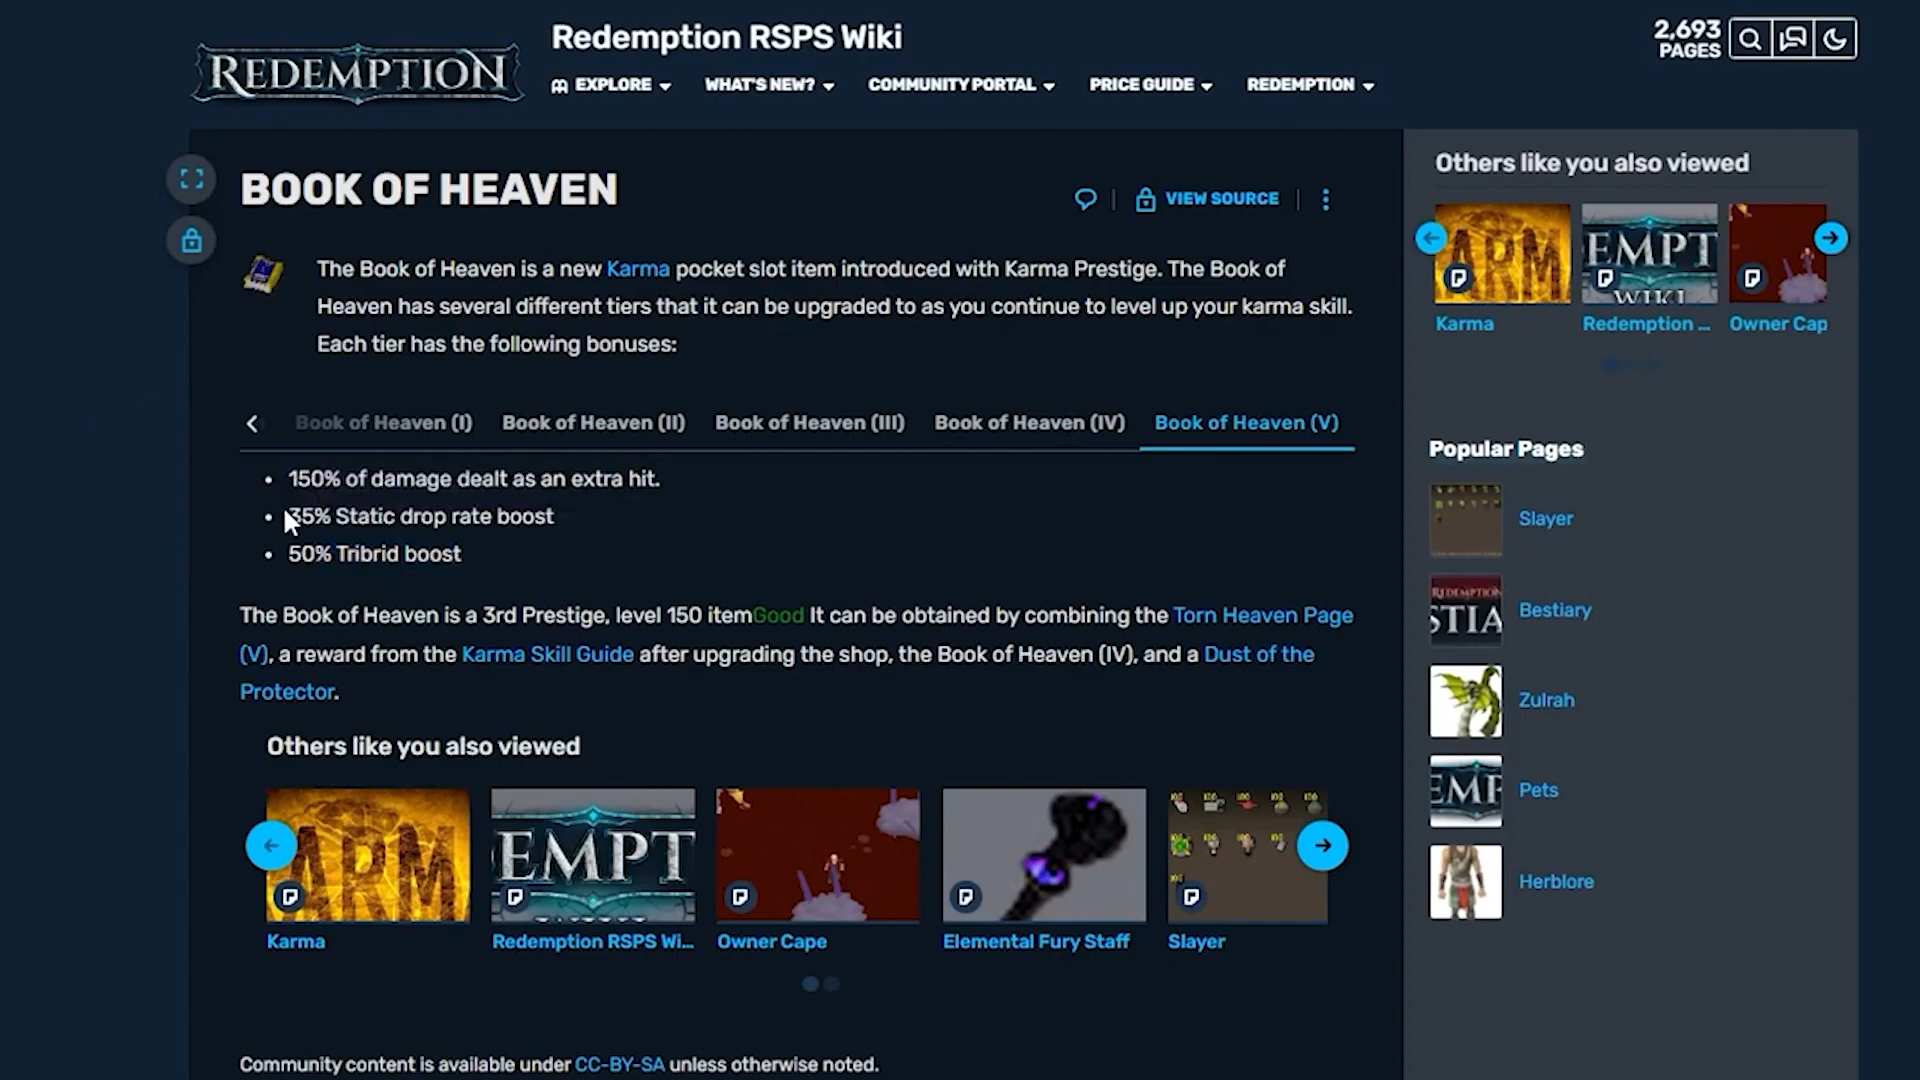 REDEMPTION
Redemption RSPS Wiki
EXPLORE
WHAT'S NEW?
COMMUNITY PORTAL
PRICE GUIDE
REDEMPTION
2,693
PAGES
BOOK OF HEAVEN
VIEW SOURCE
The Book of Heaven is a new Karma pocket slot item introduced with Karma Prestige. The Book of
Heaven has several different tiers that it can be upgraded to as you continue to level up your karma skill.
Each tier has the following bonuses:
Book of Heaven (I)
Book of Heaven (II)
Book of Heaven (III)
Book of Heaven (IV)
Book of Heaven (V)
• 150% of damage dealt as an extra hit.
• 35% Static drop rate boost
• 50% Tribrid boost
The Book of Heaven is a 3rd Prestige, level 150 itemGood It can be obtained by combining the Torn Heaven Page
(V), a reward from the Karma Skill Guide after upgrading the shop, the Book of Heaven (IV), and a Dust of the
Protector.
Others like you also viewed
ARM
EMPT
Karma
Redemption RSPS Wi...
Owner Cape
Elemental Fury Staff
Slayer
Community content is available under CC-BY-SA unless otherwise noted.
Others like you also viewed
ARM
EMPT
WIKI
Karma
Redemption ...
Owner Cap
Popular Pages
Slayer
REDEMPTION
STIA
Bestiary
Zulrah
EMP
Pets
Herblore